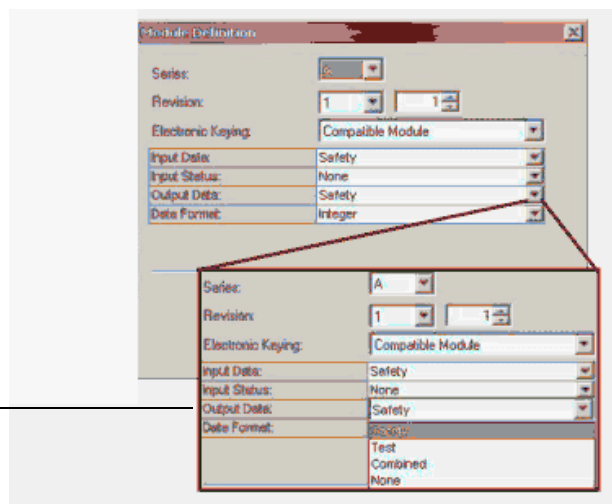 Module Definition
Series: A
Revision: 1 1
Electronic Keying: Compatible Module
Input Data: Safety
Input Status: None
Output Data: Safety
Data Format: Integer
Series: A
Revision: 1 1
Electronic Keying: Compatible Module
Input Data: Safety
Input Status: None
Output Data: Safety
Data Format: Safety
Test
Combined
None